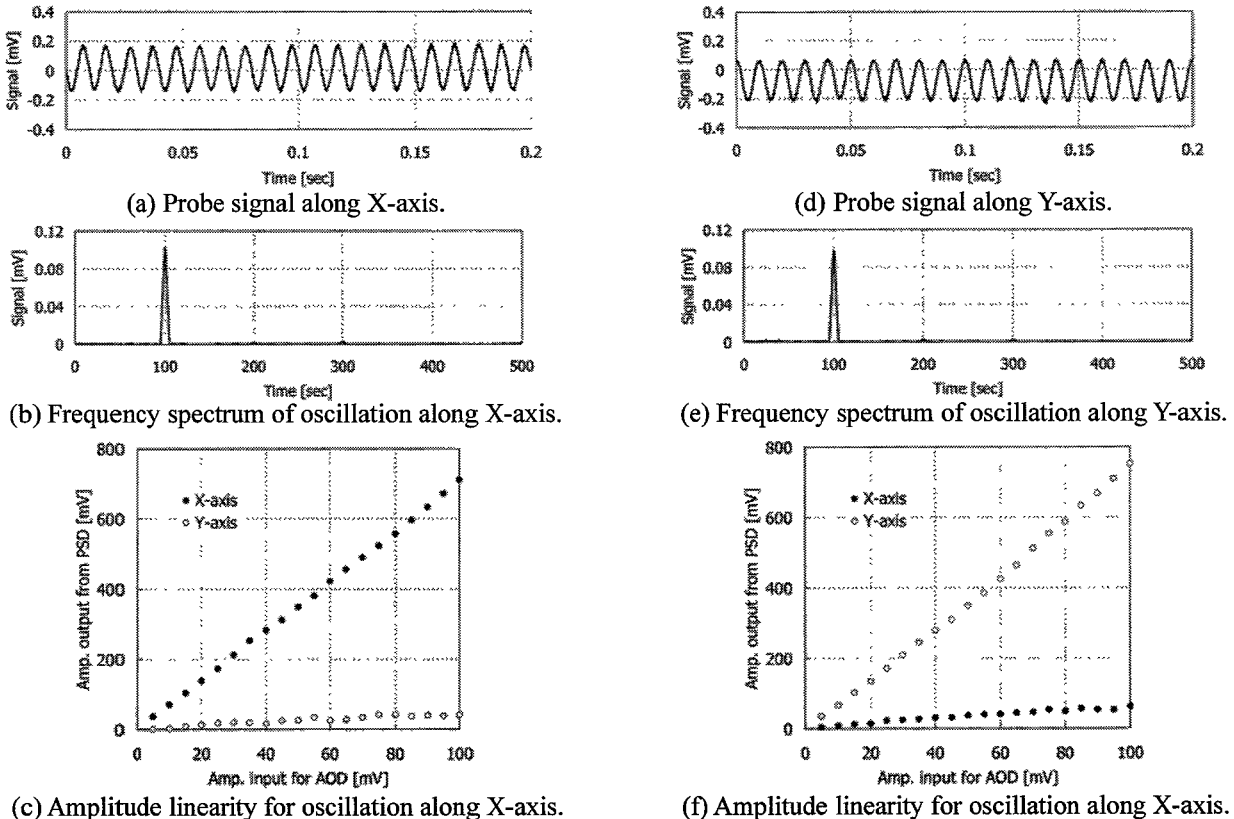 0.4
0.2
0
-0.2
-0.4
Signal [mV]
0 0.05 0.1 0.15 0.2
Time [sec]
(a) Probe signal along X-axis.
0.12
0.08
0.04
0
Signal [mV]
0 100 200 300 400 500
Time [sec]
(b) Frequency spectrum of oscillation along X-axis.
800
600
400
200
0
Amp. output from PSD [mV]
X-axis
Y-axis
0 20 40 60 80 100
Amp. input for AOD [mV]
(c) Amplitude linearity for oscillation along X-axis.
0.4
0.2
0
-0.2
-0.4
Signal [mV]
0 0.05 0.1 0.15 0.2
Time [sec]
(d) Probe signal along Y-axis.
0.12
0.08
0.04
0
Signal [mV]
0 100 200 300 400 500
Time [sec]
(e) Frequency spectrum of oscillation along Y-axis.
800
600
400
200
0
Amp. output from PSD [mV]
X-axis
Y-axis
0 20 40 60 80 100
Amp. input for AOD [mV]
(f) Amplitude linearity for oscillation along X-axis.